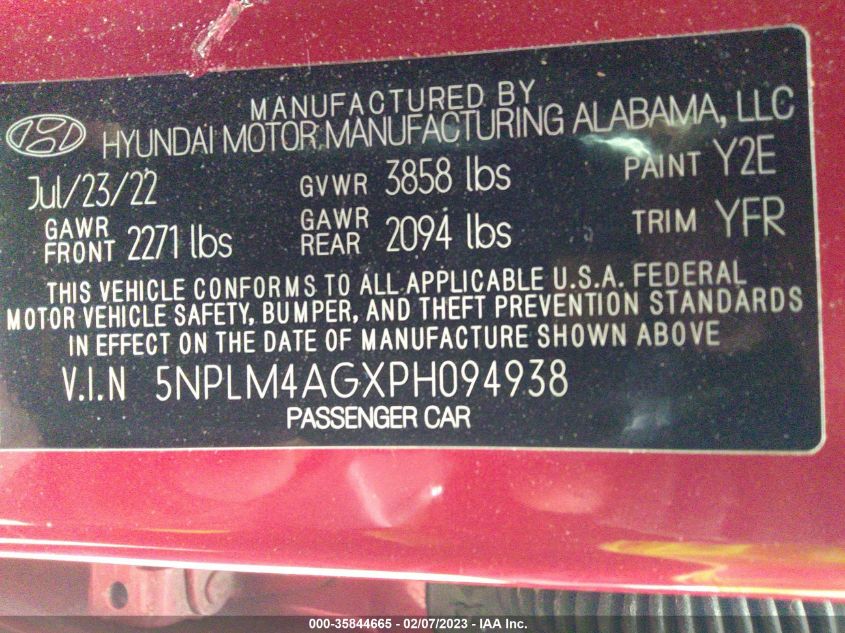 MANUFACTURED BY
HYUNDAI MOTOR MANUFACTURING ALABAMA, LLC
Jul/23/22 GVWR 3858 lbs PAINT Y2E
GAWR FRONT 2271 lbs GAWR REAR 2094 lbs TRIM YFR
THIS VEHICLE CONFORMS TO ALL APPLICABLE U.S.A. FEDERAL
MOTOR VEHICLE SAFETY, BUMPER, AND THEFT PREVENTION STANDARDS
IN EFFECT ON THE DATE OF MANUFACTURE SHOWN ABOVE
V.I.N 5NPLM4AGXPH094938
PASSENGER CAR
000-35844665 - 02/07/2023 - IAA Inc.